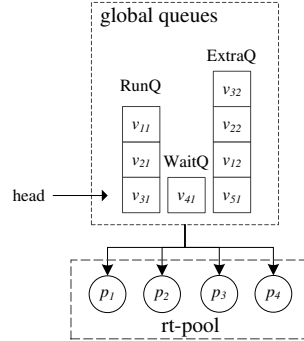 global queues
ExtraQ
RunQ
v32
v11
v22
v21
WaitQ
v12
head
v31
v41
v51
p1
p2
p3
p4
rt-pool